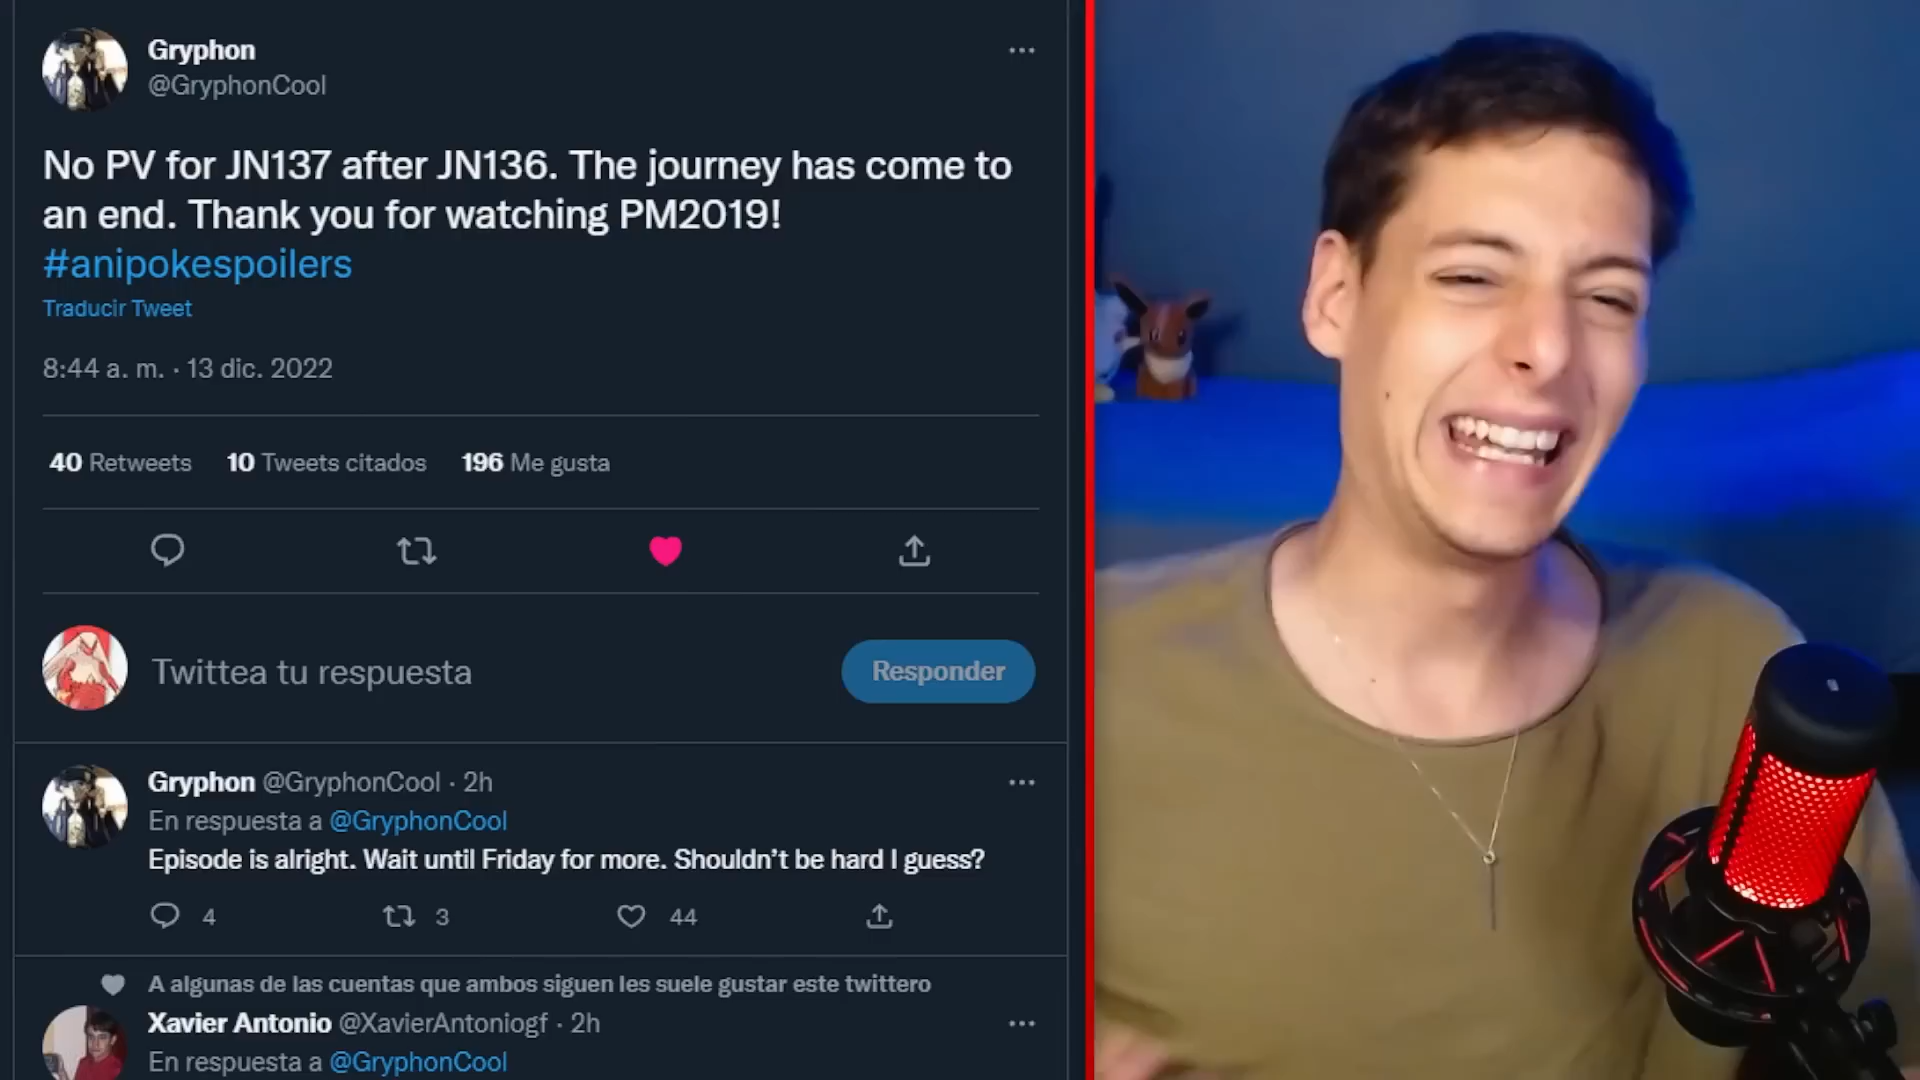 Gryphon
@GryphonCool
No PV for JN137 after JN136. The journey has come to
an end. Thank you for watching PM2019!
#anipokespoilers
Traducir Tweet
8:44 a. m. · 13 dic. 2022
40 Retweets 10 Tweets citados 196 Me gusta
Twittea tu respuesta
Responder
Gryphon @GryphonCool · 2h
En respuesta a @GryphonCool
Episode is alright. Wait until Friday for more. Shouldn't be hard I guess?
4 3 44
A algunas de las cuentas que ambos siguen les suele gustar este twittero
Xavier Antonio @XavierAntoniogf · 2h
En respuesta a @GryphonCool